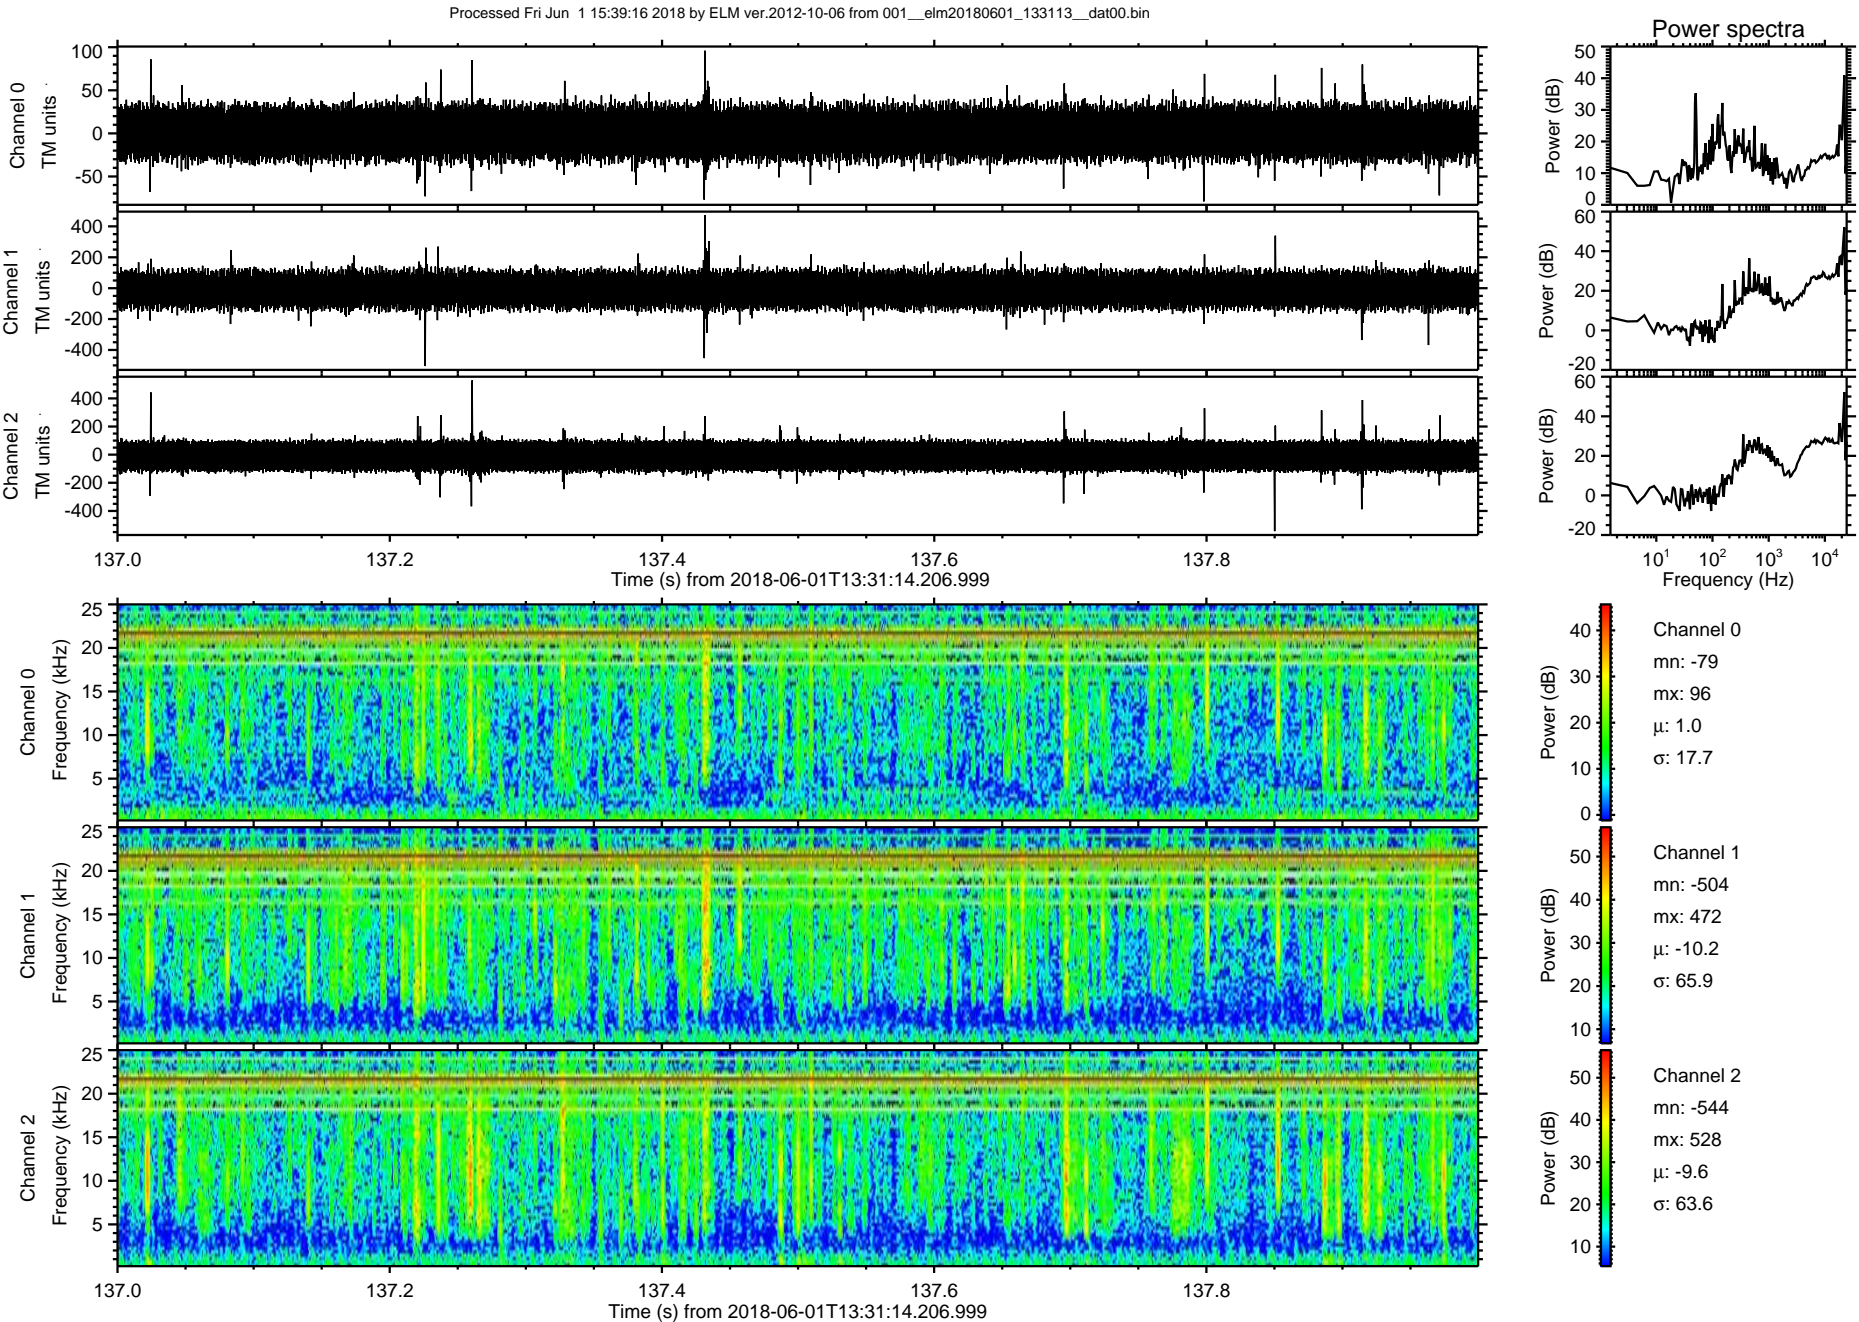 Processed Fri Jun  1 15:39:16 2018 by ELM ver.2012-10-06 from 001__elm20180601_133113__dat00.bin
Power spectra
Channel 0
TM units
100
50
0
-50
Power (dB)
50
40
30
20
10
0
Channel 1
TM units
400
200
0
-200
-400
Power (dB)
60
40
20
0
-20
Channel 2
TM units
400
200
0
-200
-400
Power (dB)
60
40
20
0
-20
137.0 137.2 137.4 137.6 137.8
Time (s) from 2018-06-01T13:31:14.206.999
10¹ 10² 10³ 10⁴
Frequency (Hz)
Channel 0
Frequency (kHz)
25
20
15
10
5
Power (dB)
40
30
20
10
0
Channel 0
mn: -79
mx: 96
μ: 1.0
σ: 17.7
Channel 1
Frequency (kHz)
25
20
15
10
5
Power (dB)
50
40
30
20
10
Channel 1
mn: -504
mx: 472
μ: -10.2
σ: 65.9
Channel 2
Frequency (kHz)
25
20
15
10
5
Power (dB)
50
40
30
20
10
Channel 2
mn: -544
mx: 528
μ: -9.6
σ: 63.6
137.0 137.2 137.4 137.6 137.8
Time (s) from 2018-06-01T13:31:14.206.999